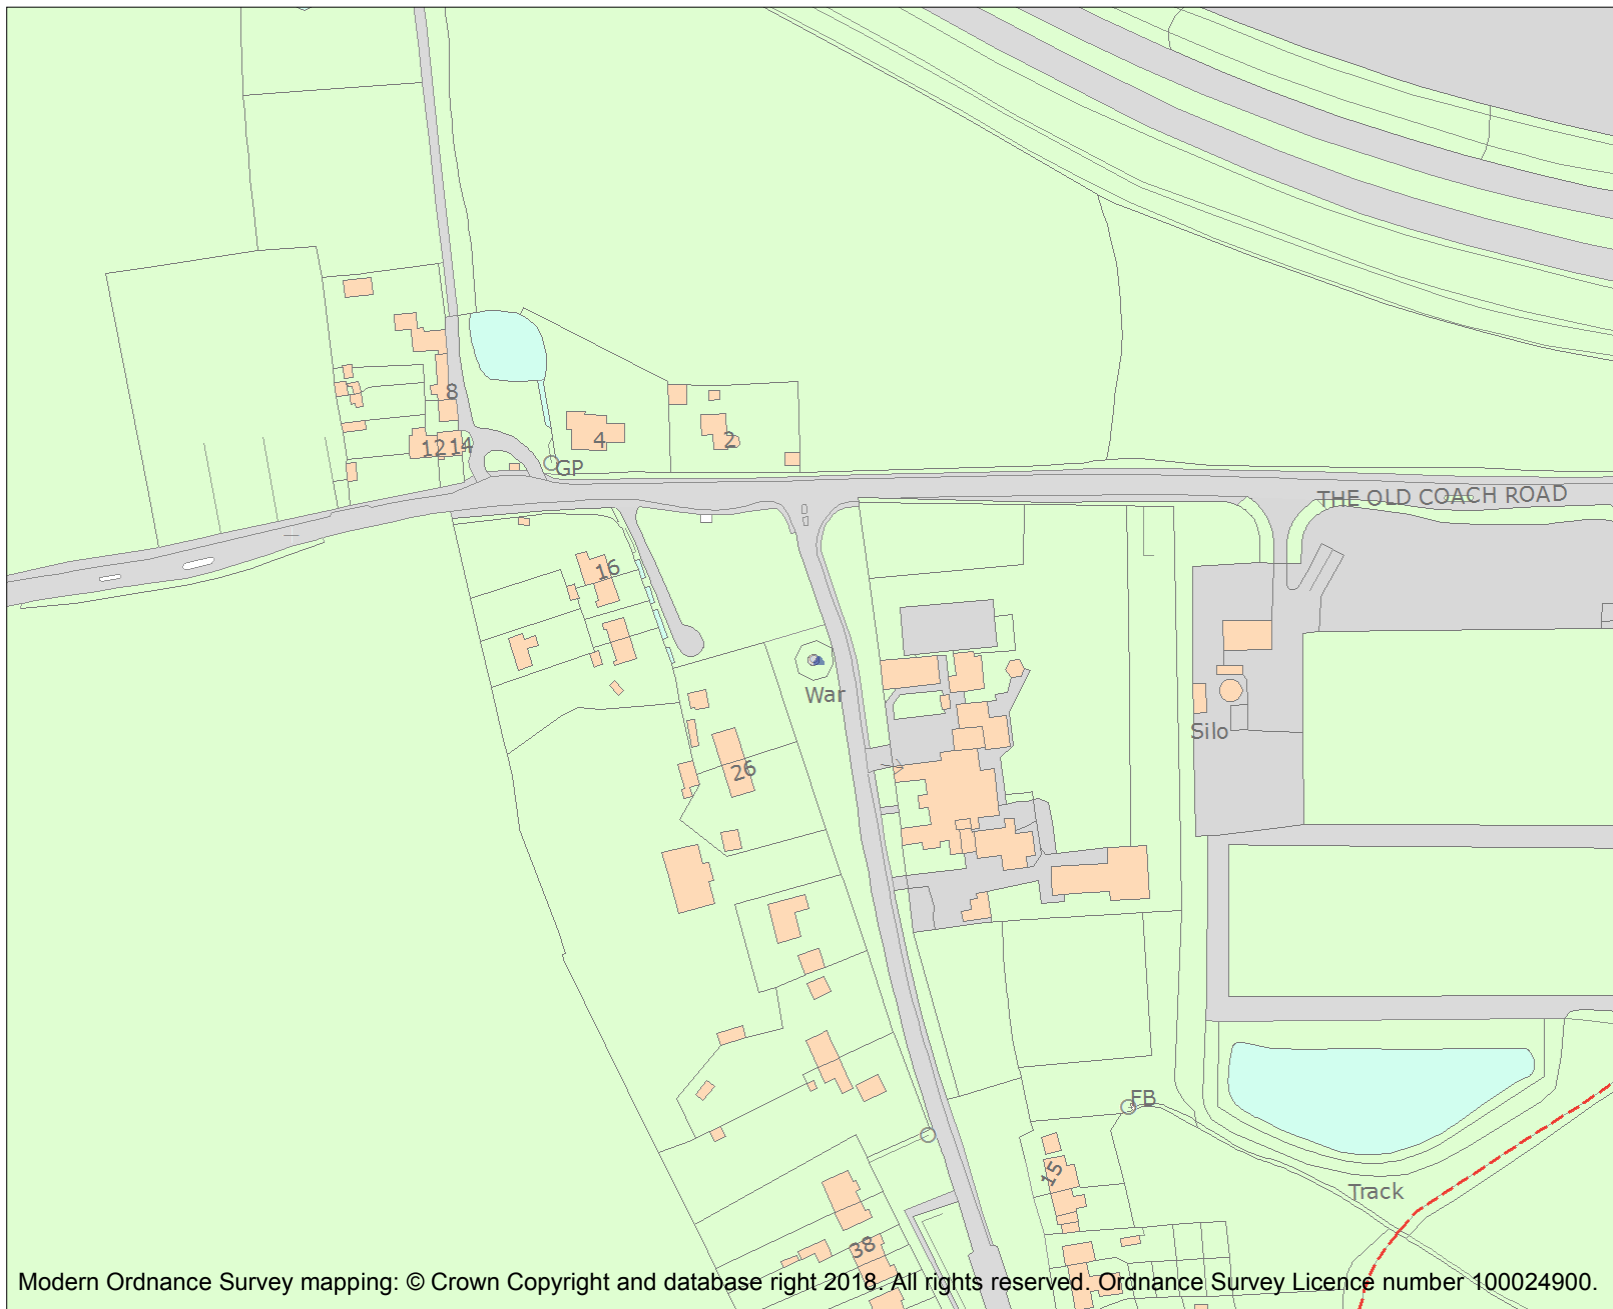 8
12 14
4
2
GP
THE OLD COACH ROAD
16
War
Silo
26
FB
15
Track
38
Modern Ordnance Survey mapping: © Crown Copyright and database right 2018. All rights reserved. Ordnance Survey Licence number 100024900.